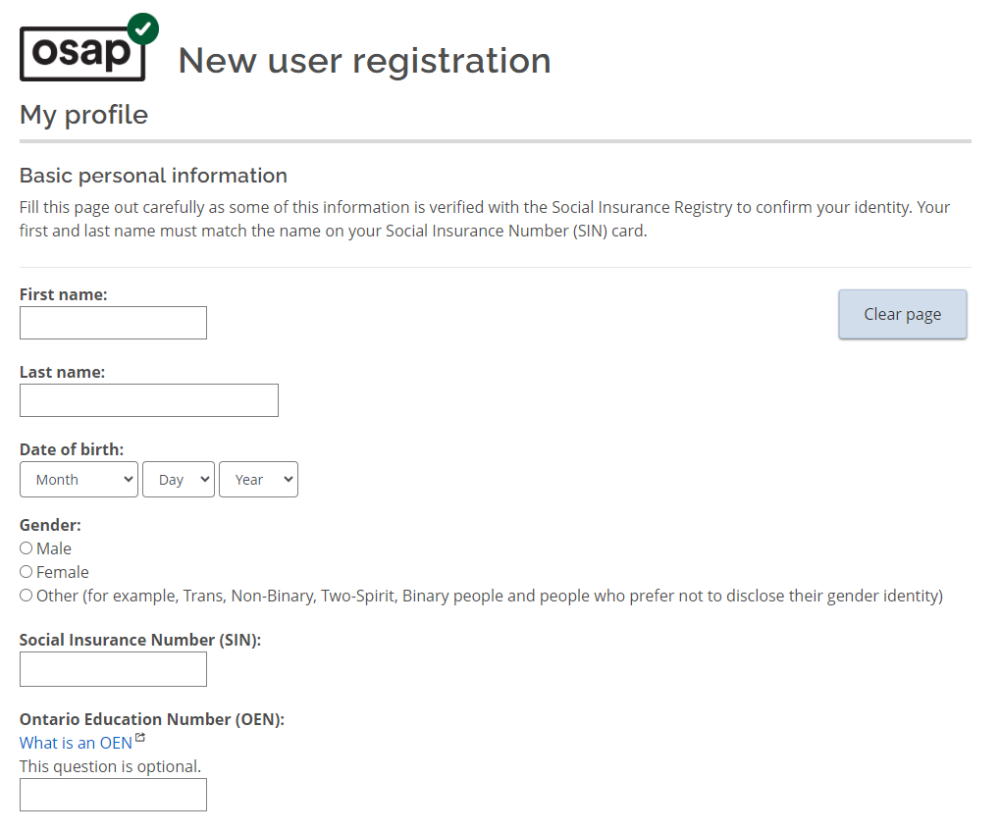 osap
New user registration
My profile
Basic personal information
Fill this page out carefully as some of this information is verified with the Social Insurance Registry to confirm your identity. Your
first and last name must match the name on your Social Insurance Number (SIN) card.
First name:
Clear page
Last name:
Date of birth:
Month Day Year
Gender:
Male
Female
Other (for example, Trans, Non-Binary, Two-Spirit, Binary people and people who prefer not to disclose their gender identity)
Social Insurance Number (SIN):
Ontario Education Number (OEN):
What is an OEN
This question is optional.